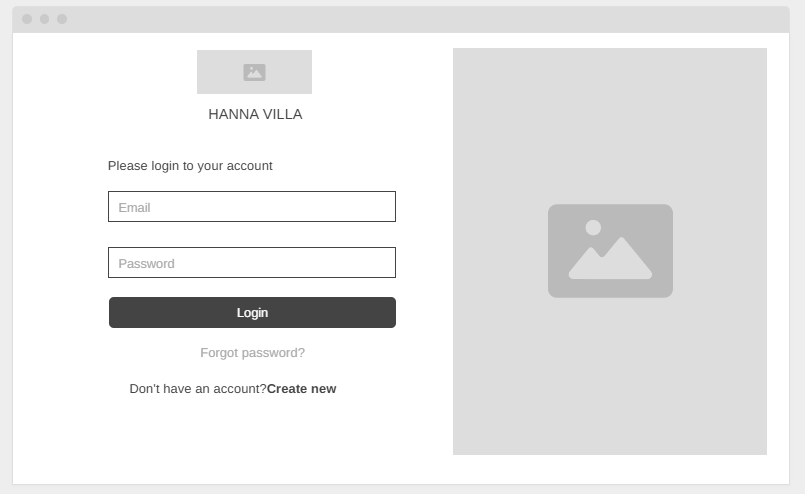 HANNA VILLA
Please login to your account
Email
Password
Login
Forgot password?
Don't have an account?Create new